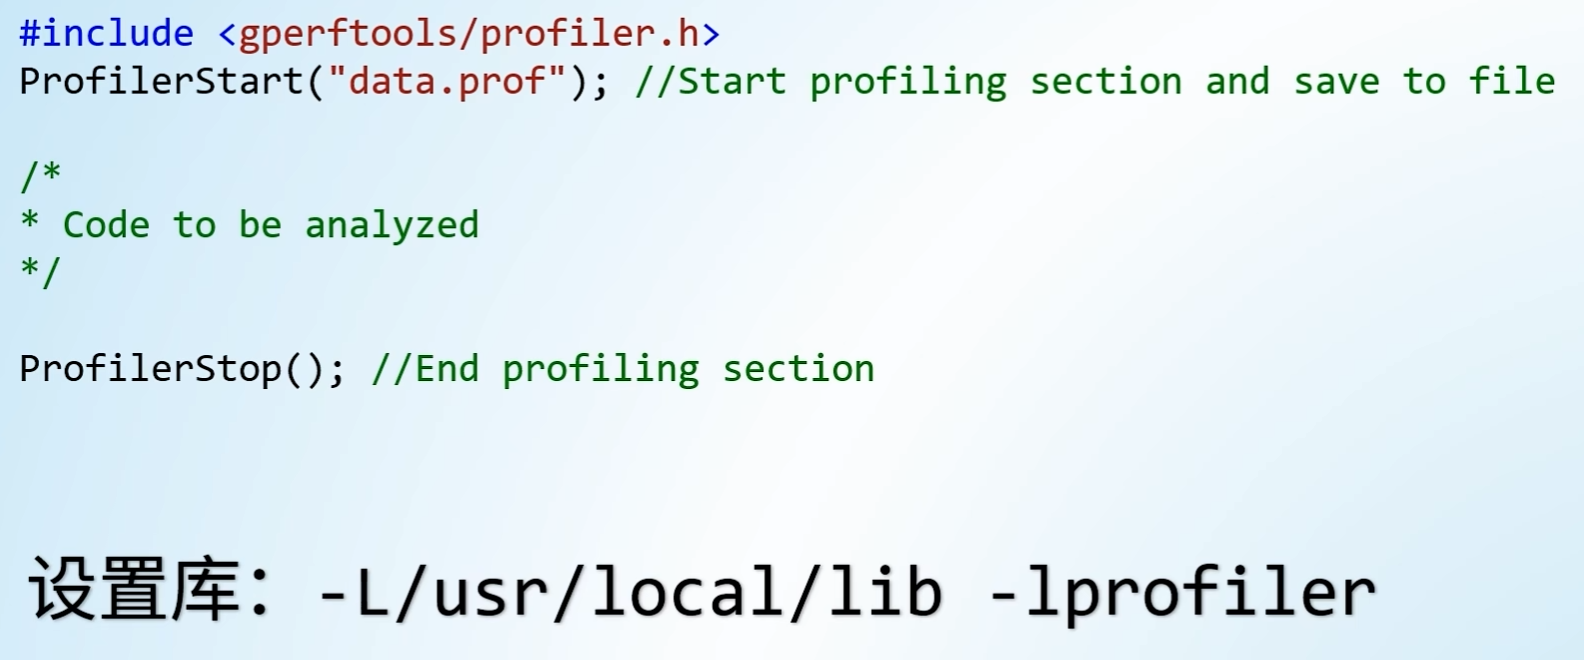 #include <gperftools/profiler.h>
ProfilerStart("data.prof"); //Start profiling section and save to file
/*
* Code to be analyzed
*/
ProfilerStop(); //End profiling section
设置库：-L/usr/local/lib -lprofiler